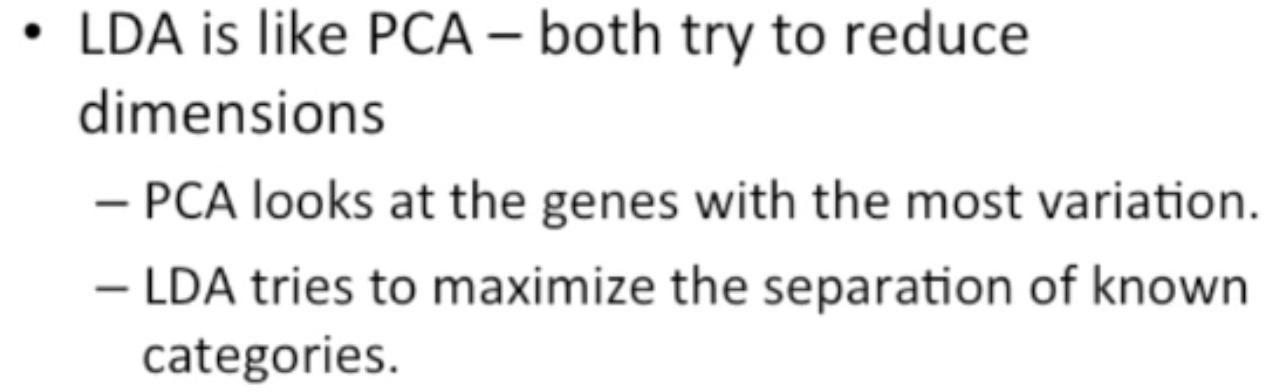 • LDA is like PCA – both try to reduce
dimensions
– PCA looks at the genes with the most variation.
– LDA tries to maximize the separation of known
categories.